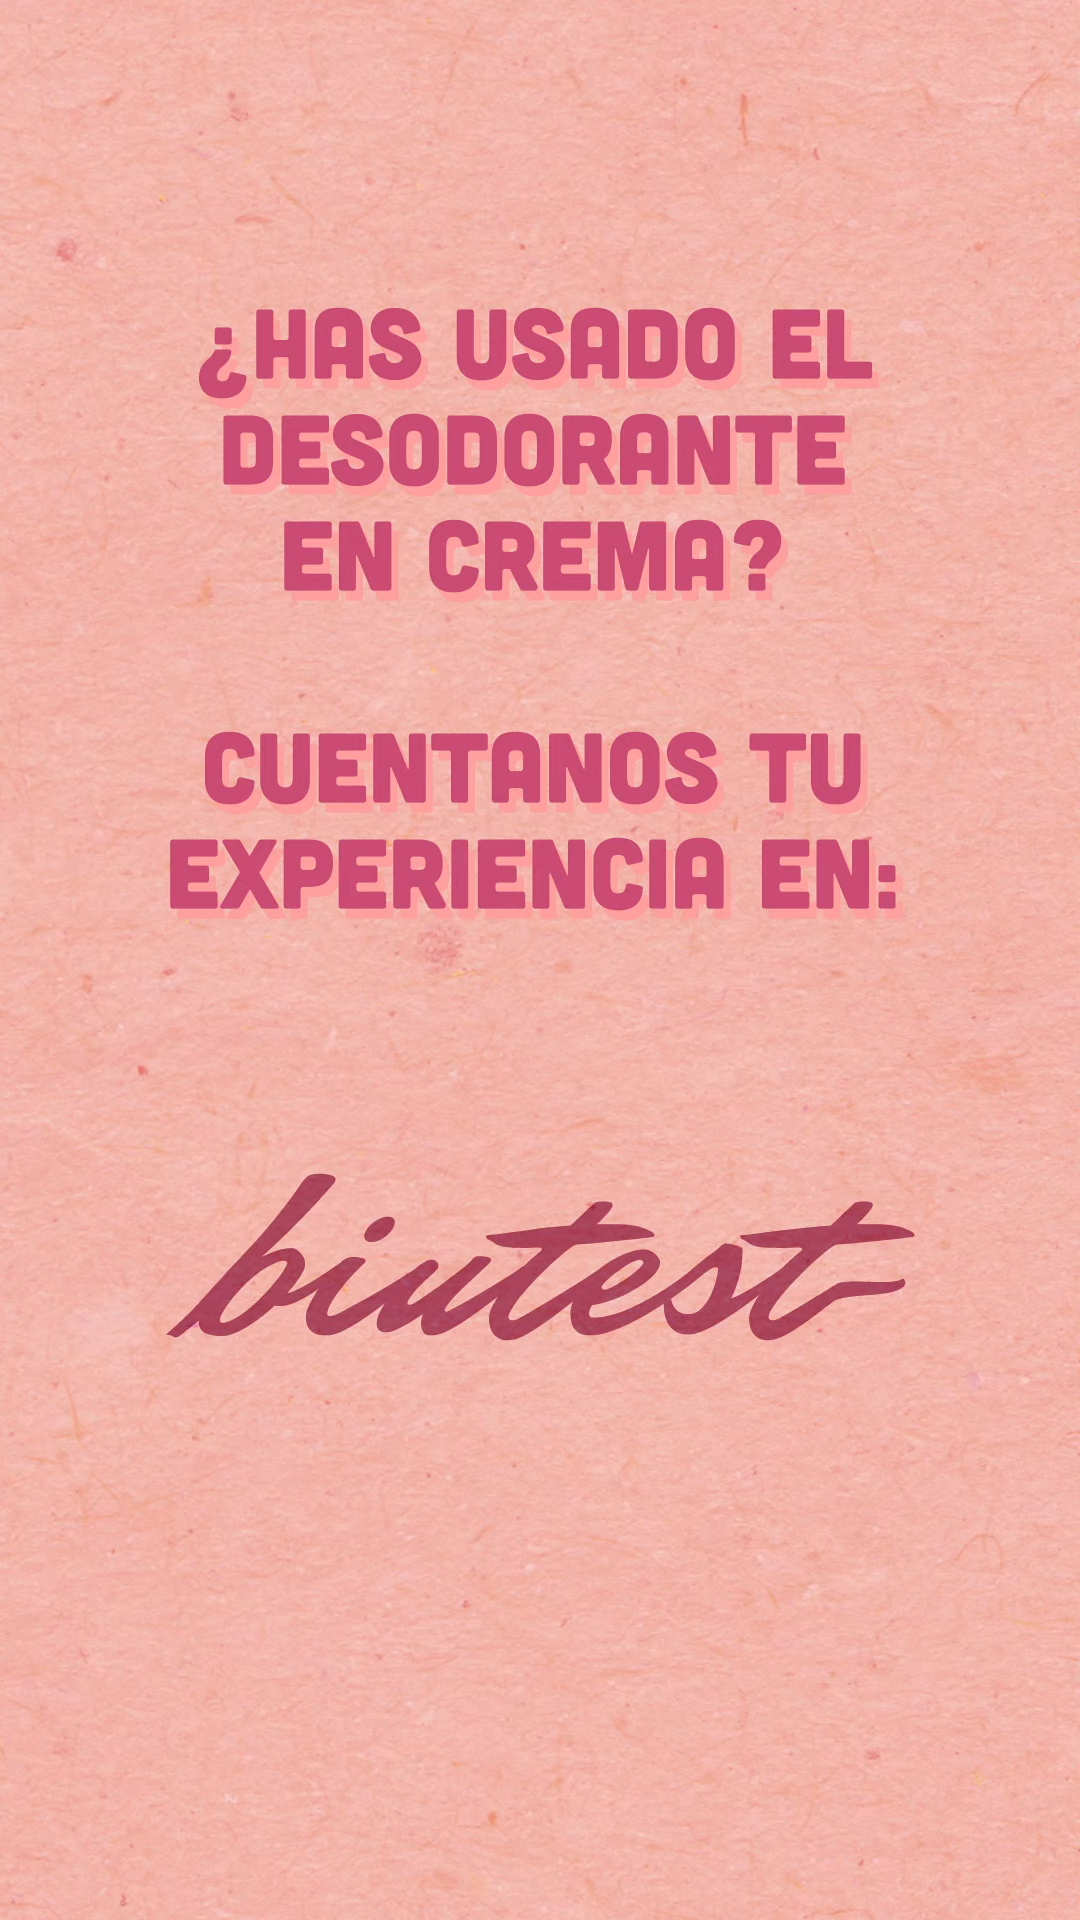 ¿HAS USADO EL
DESODORANTE
EN CREMA?
CUENTANOS TU
EXPERIENCIA EN:
biutest